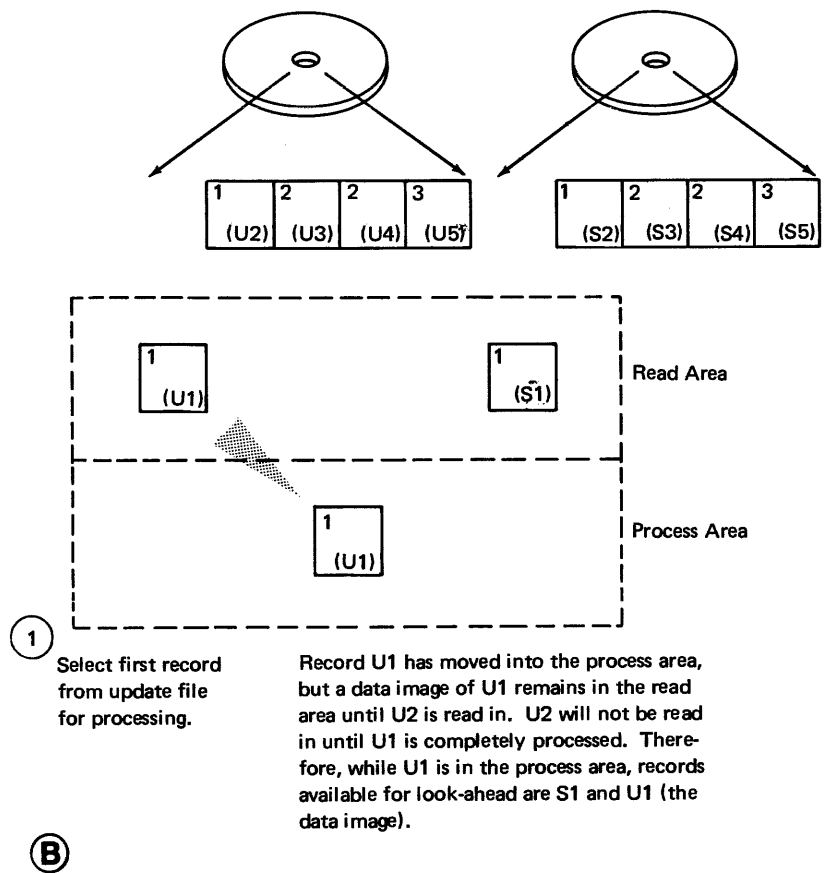 1 2 2 3
(U2) (U3) (U4) (U5)
1 2 2 3
(S2) (S3) (S4) (S5)
1
(U1)
1
(S1)
Read Area
1
(U1)
Process Area
1
Select first record
from update file
for processing.
Record U1 has moved into the process area,
but a data image of U1 remains in the read
area until U2 is read in. U2 will not be read
in until U1 is completely processed. There-
fore, while U1 is in the process area, records
available for look-ahead are S1 and U1 (the
data image).
B